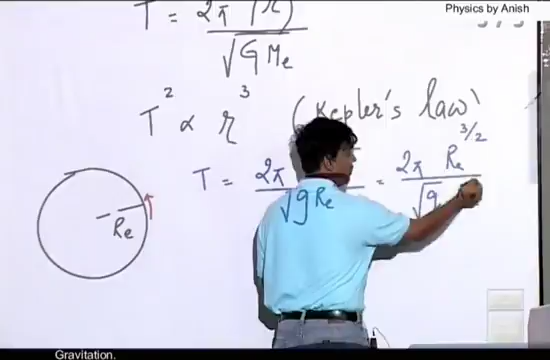 Physics by Anish
T = 2π (r)
√G Me
T² ∝ r³ (Kepler's law)
T = 2π = 2π Re^3/2
√g Re √g
Re
Gravitation.